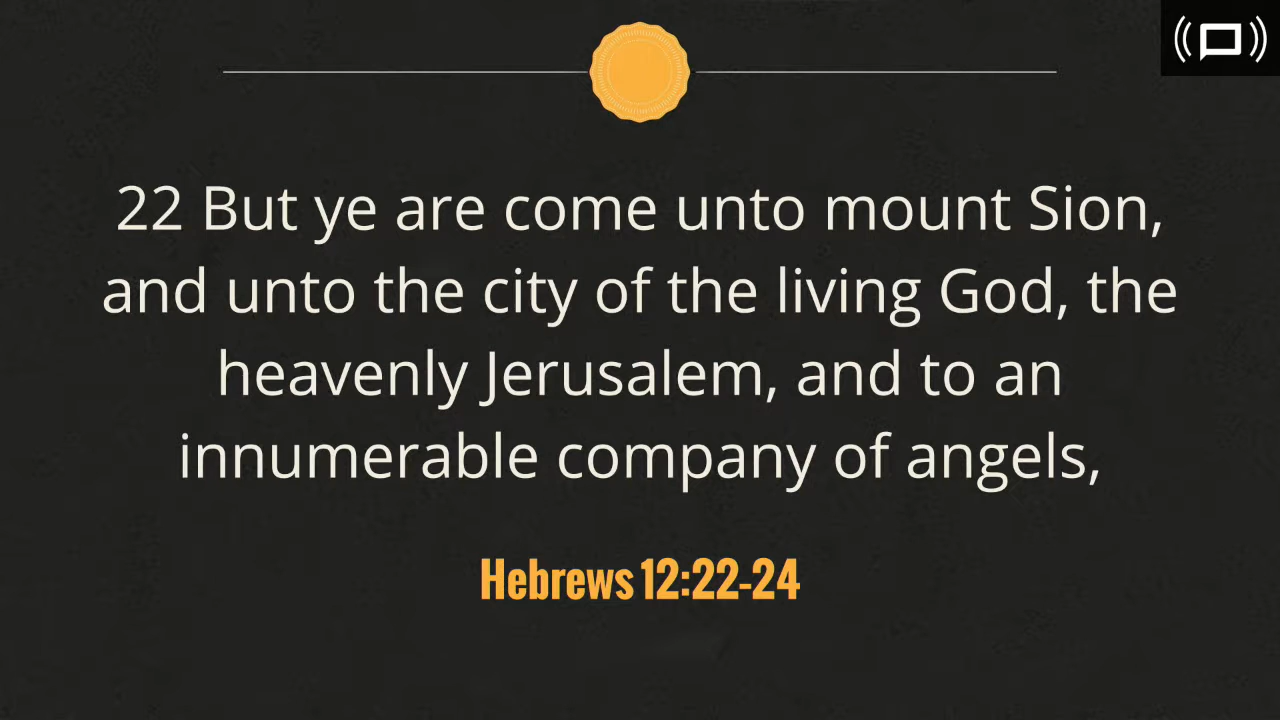 22 But ye are come unto mount Sion,
and unto the city of the living God, the
heavenly Jerusalem, and to an
innumerable company of angels,
Hebrews 12:22-24